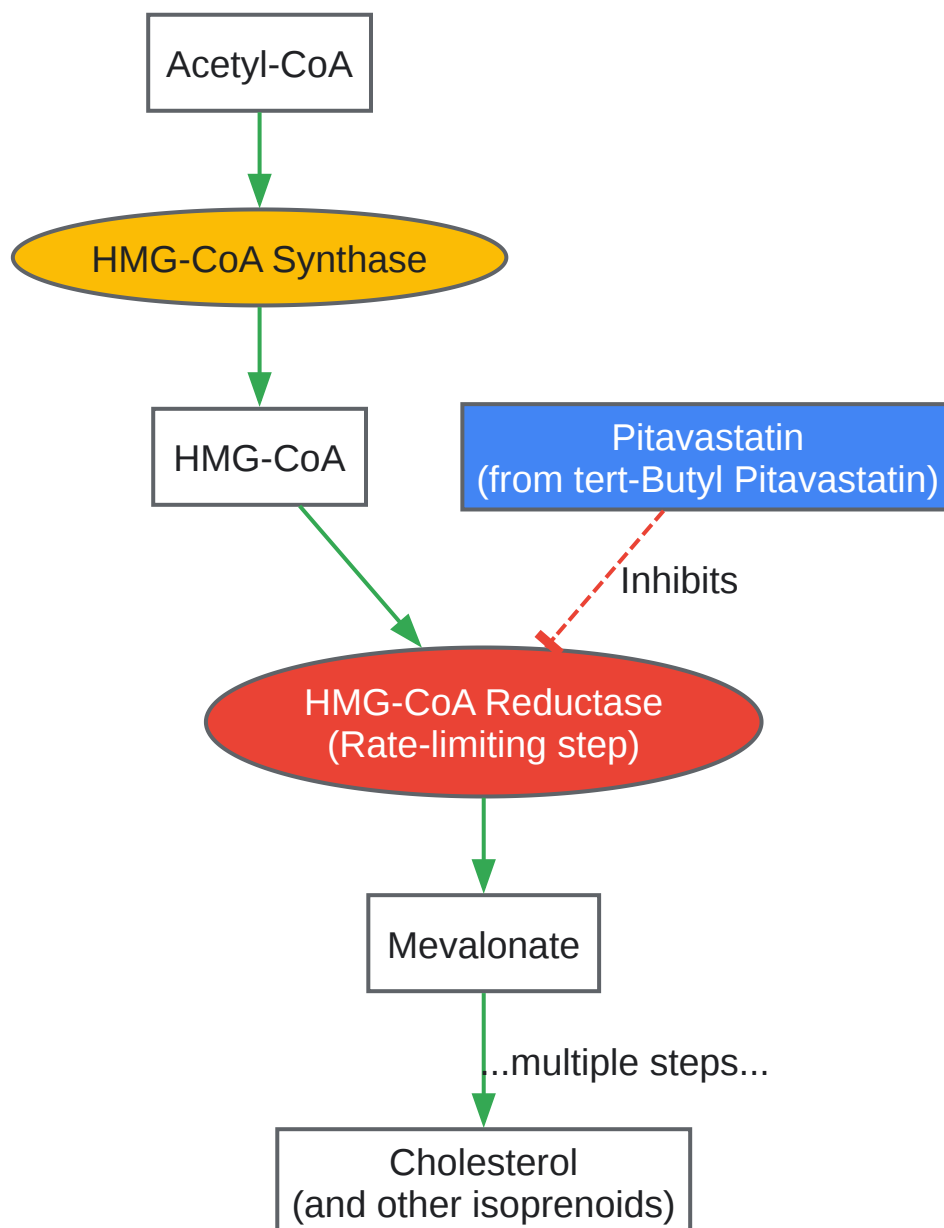 Acetyl-CoA
HMG-CoA Synthase
HMG-CoA
Pitavastatin
(from tert-Butyl Pitavastatin)
Inhibits
HMG-CoA Reductase
(Rate-limiting step)
Mevalonate
...multiple steps...
Cholesterol
(and other isoprenoids)